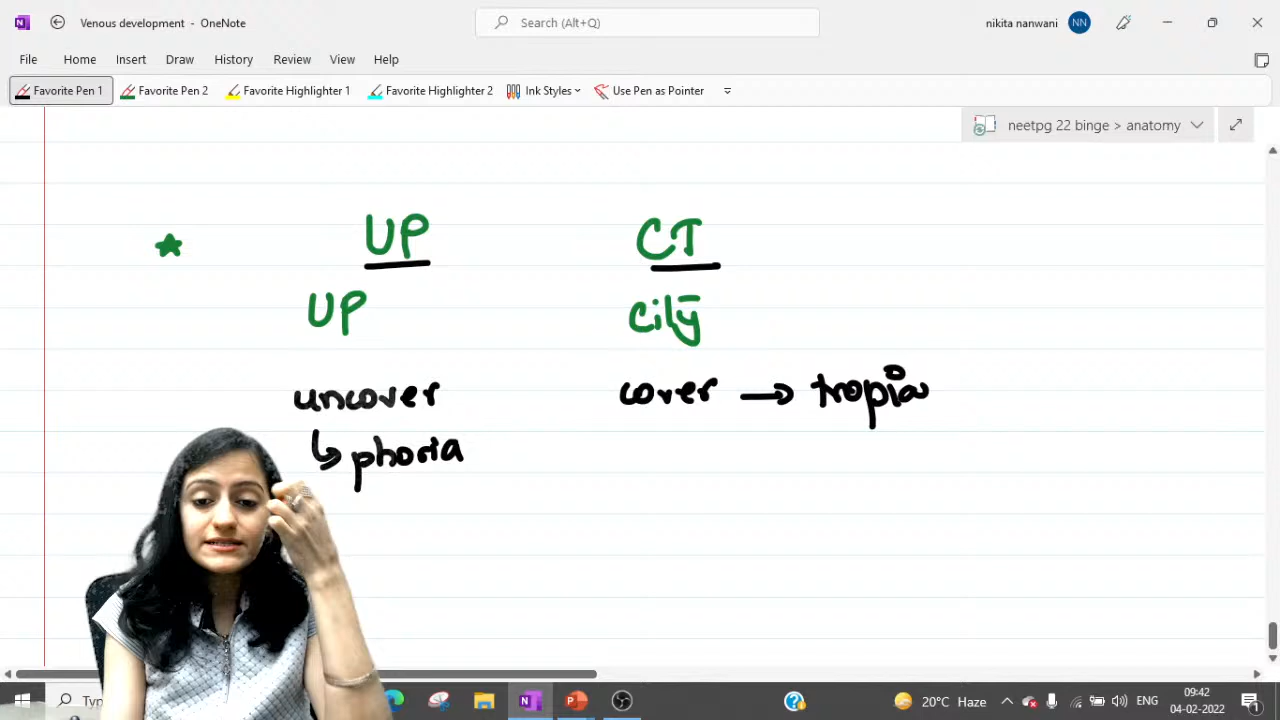 Venous development - OneNote
Search (Alt+Q)
nikita nanwani
NN
File Home Insert Draw History Review View Help
Favorite Pen 1 Favorite Pen 2 Favorite Highlighter 1 Favorite Highlighter 2 Ink Styles Use Pen as Pointer
neetpg 22 binge > anatomy
UP CT
UP City
uncover cover → tropia
↳ phoria
Typ
20°C Haze
ENG
09:42
04-02-2022
1